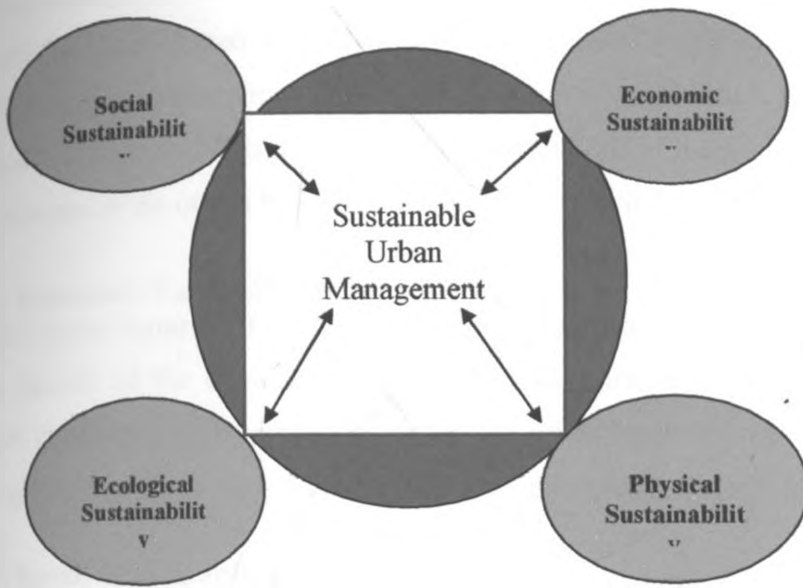 Social
Sustainabilit
Economic
Sustainabilit
Sustainable
Urban
Management
Ecological
Sustainabilit
y
Physical
Sustainabilit